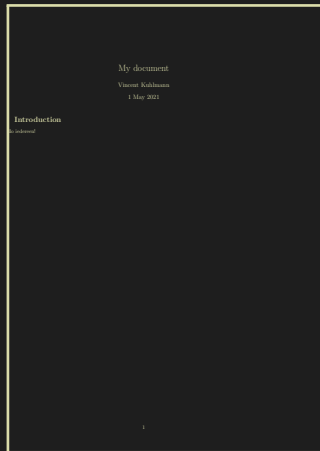 My document
Vincent Kuhlmann
1 May 2021
Introduction
1